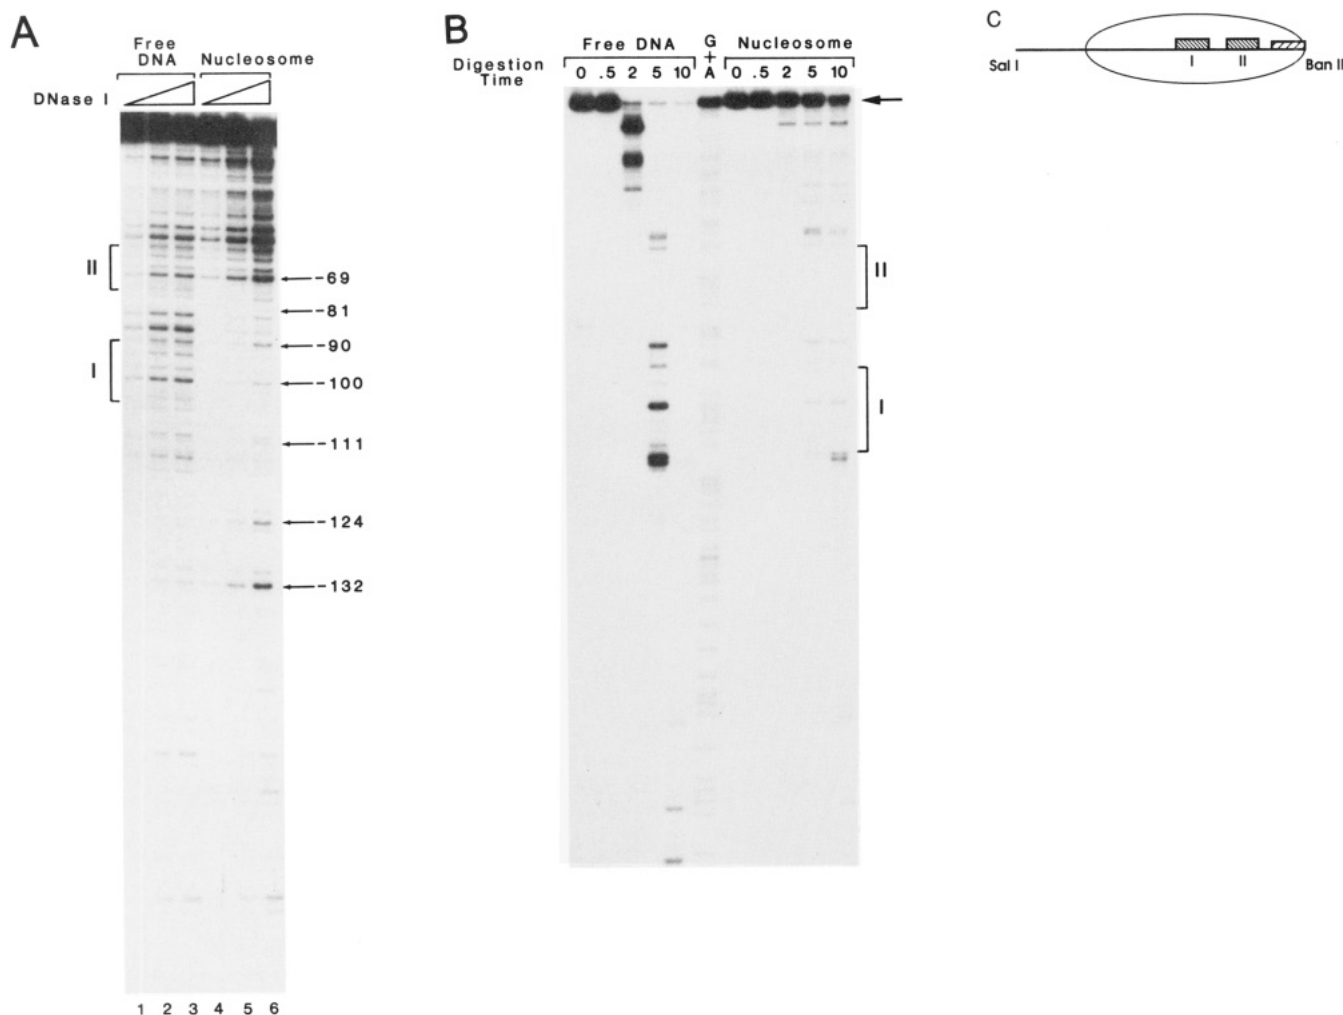 A
Free
DNA
Nucleosome
DNase I
II
I
-69
-81
-90
-100
-111
-124
-132
1 2 3 4 5 6
B
Free DNA
G
+
A
Nucleosome
Digestion
Time
0 .5 2 5 10
0 .5 2 5 10
II
I
C
Sal I
I
II
Ban II